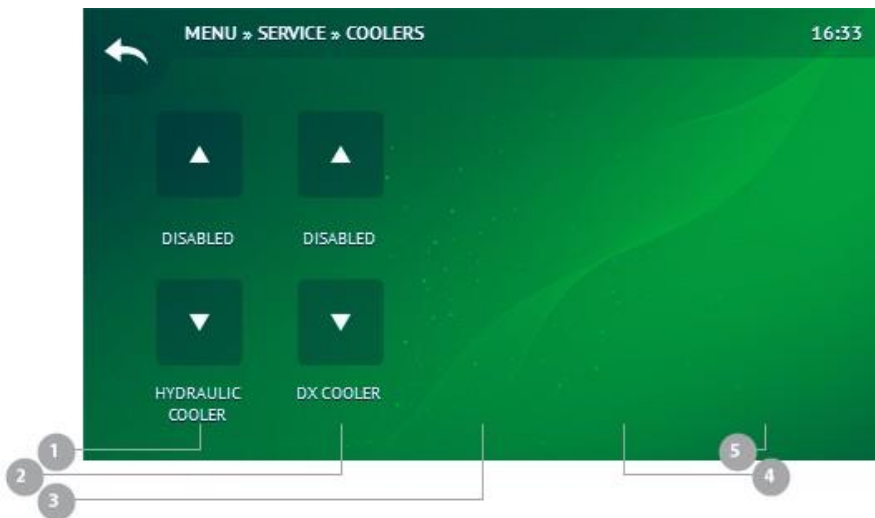 MENU » SERVICE » COOLERS 16:33
DISABLED DISABLED
HYDRAULIC
COOLER
DX COOLER
1
2
3
5
4